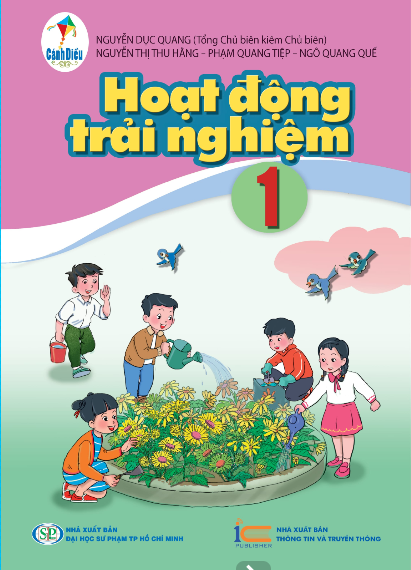 NGUYỄN DỤC QUANG (Tổng Chủ biên kiêm Chủ biên)
NGUYỄN THỊ THU HẰNG – PHẠM QUANG TIỆP – NGÔ QUANG QUẾ
Cánh Diều
Hoạt động
trải nghiệm
1
NHÀ XUẤT BẢN
ĐẠI HỌC SƯ PHẠM TP HỒ CHÍ MINH
IC
PUBLISHER
NHÀ XUẤT BẢN
THÔNG TIN VÀ TRUYỀN THÔNG